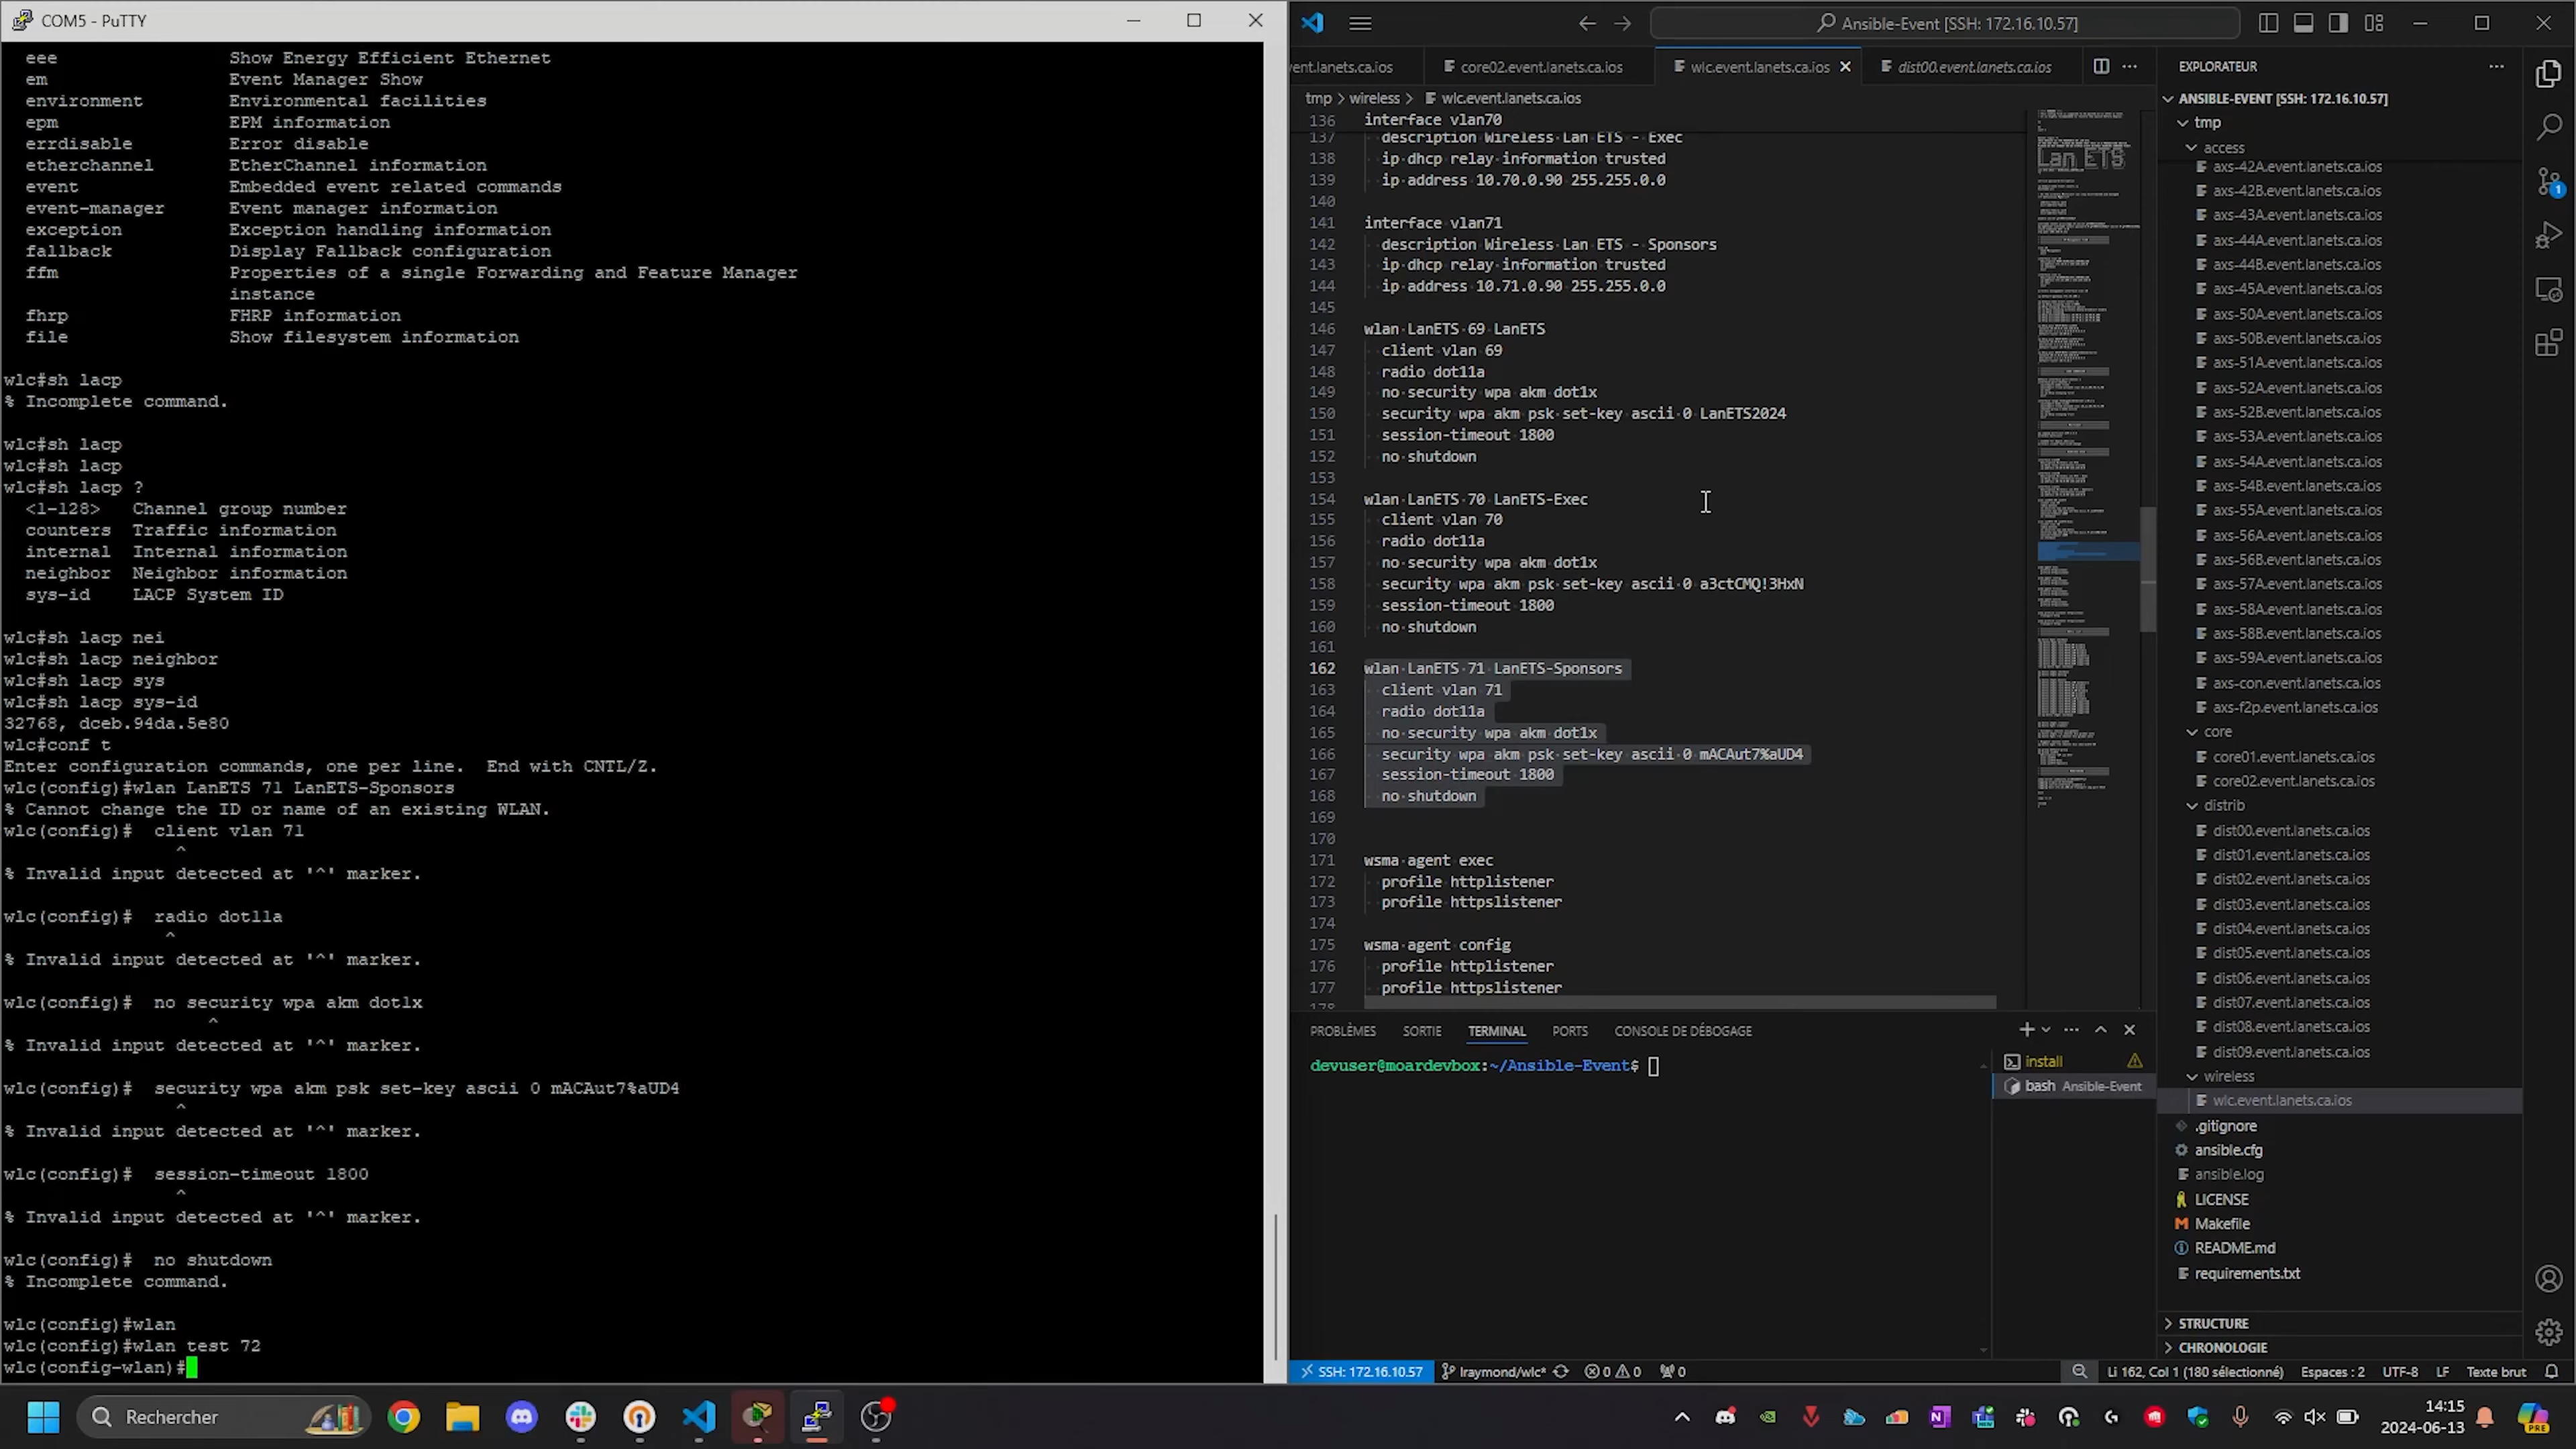 COM5 - PuTTY
eee Show Energy Efficient Ethernet
em Event Manager Show
environment Environmental facilities
epm EPM information
errdisable Error disable
etherchannel EtherChannel information
event Embedded event related commands
event-manager Event manager information
exception Exception handling information
fallback Display Fallback configuration
ffm Properties of a single Forwarding and Feature Manager
instance
fhrp FHRP information
file Show filesystem information
wlc#sh lacp
% Incomplete command.
wlc#sh lacp
wlc#sh lacp
wlc#sh lacp ?
<1-128> Channel group number
counters Traffic information
internal Internal information
neighbor Neighbor information
sys-id LACP System ID
wlc#sh lacp nei
wlc#sh lacp neighbor
wlc#sh lacp sys
wlc#sh lacp sys-id
32768, dceb.94da.5e80
wlc#conf t
Enter configuration commands, one per line. End with CNTL/Z.
wlc(config)#wlan LanETS 71 LanETS-Sponsors
% Cannot change the ID or name of an existing WLAN.
wlc(config)# client vlan 71
^
% Invalid input detected at '^' marker.
wlc(config)# radio dot11a
^
% Invalid input detected at '^' marker.
wlc(config)# no security wpa akm dot1x
^
% Invalid input detected at '^' marker.
wlc(config)# security wpa akm psk set-key ascii 0 mACAut7%aUD4
^
% Invalid input detected at '^' marker.
wlc(config)# session-timeout 1800
^
% Invalid input detected at '^' marker.
wlc(config)# no shutdown
% Incomplete command.
wlc(config)#wlan
wlc(config)#wlan test 72
wlc(config-wlan)#
Ansible-Event [SSH: 172.16.10.57]
vent.lanets.ca.ios core02.event.lanets.ca.ios wlc.event.lanets.ca.ios dist00.event.lanets.ca.ios
tmp > wireless > wlc.event.lanets.ca.ios
136 interface vlan70
137 description Wireless Lan ETS - Exec
138 ip dhcp relay information trusted
139 ip address 10.70.0.90 255.255.0.0
140
141 interface vlan71
142 description Wireless Lan ETS - Sponsors
143 ip dhcp relay information trusted
144 ip address 10.71.0.90 255.255.0.0
145
146 wlan LanETS 69 LanETS
147 client vlan 69
148 radio dot11a
149 no security wpa akm dot1x
150 security wpa akm psk set-key ascii 0 LanETS2024
151 session-timeout 1800
152 no shutdown
153
154 wlan LanETS 70 LanETS-Exec
155 client vlan 70
156 radio dot11a
157 no security wpa akm dot1x
158 security wpa akm psk set-key ascii 0 a3ctCMQ!3HxN
159 session-timeout 1800
160 no shutdown
161
162 wlan LanETS 71 LanETS-Sponsors
163 client vlan 71
164 radio dot11a
165 no security wpa akm dot1x
166 security wpa akm psk set-key ascii 0 mACAut7%aUD4
167 session-timeout 1800
168 no shutdown
169
170
171 wsma agent exec
172 profile httplistener
173 profile httpslistener
174
175 wsma agent config
176 profile httplistener
177 profile httpslistener
178
PROBLÈMES SORTIE TERMINAL PORTS CONSOLE DE DÉBOGAGE
devuser@moardevbox:~/Ansible-Event$
install
bash Ansible-Event
EXPLORATEUR
ANSIBLE-EVENT [SSH: 172.16.10.57]
tmp
access
axs-42A.event.lanets.ca.ios
axs-42B.event.lanets.ca.ios
axs-43A.event.lanets.ca.ios
axs-44A.event.lanets.ca.ios
axs-44B.event.lanets.ca.ios
axs-45A.event.lanets.ca.ios
axs-50A.event.lanets.ca.ios
axs-50B.event.lanets.ca.ios
axs-51A.event.lanets.ca.ios
axs-52A.event.lanets.ca.ios
axs-52B.event.lanets.ca.ios
axs-53A.event.lanets.ca.ios
axs-54A.event.lanets.ca.ios
axs-54B.event.lanets.ca.ios
axs-55A.event.lanets.ca.ios
axs-56A.event.lanets.ca.ios
axs-56B.event.lanets.ca.ios
axs-57A.event.lanets.ca.ios
axs-58A.event.lanets.ca.ios
axs-58B.event.lanets.ca.ios
axs-59A.event.lanets.ca.ios
axs-con.event.lanets.ca.ios
axs-f2p.event.lanets.ca.ios
core
core01.event.lanets.ca.ios
core02.event.lanets.ca.ios
distrib
dist00.event.lanets.ca.ios
dist01.event.lanets.ca.ios
dist02.event.lanets.ca.ios
dist03.event.lanets.ca.ios
dist04.event.lanets.ca.ios
dist05.event.lanets.ca.ios
dist06.event.lanets.ca.ios
dist07.event.lanets.ca.ios
dist08.event.lanets.ca.ios
dist09.event.lanets.ca.ios
wireless
wlc.event.lanets.ca.ios
.gitignore
ansible.cfg
ansible.log
LICENSE
Makefile
README.md
requirements.txt
STRUCTURE
CHRONOLOGIE
SSH: 172.16.10.57 lraymond/wlc* 0 0 0 Li 162, Col 1 (180 sélectionné) Espaces : 2 UTF-8 LF Texte brut
Rechercher
14:15
2024-06-13